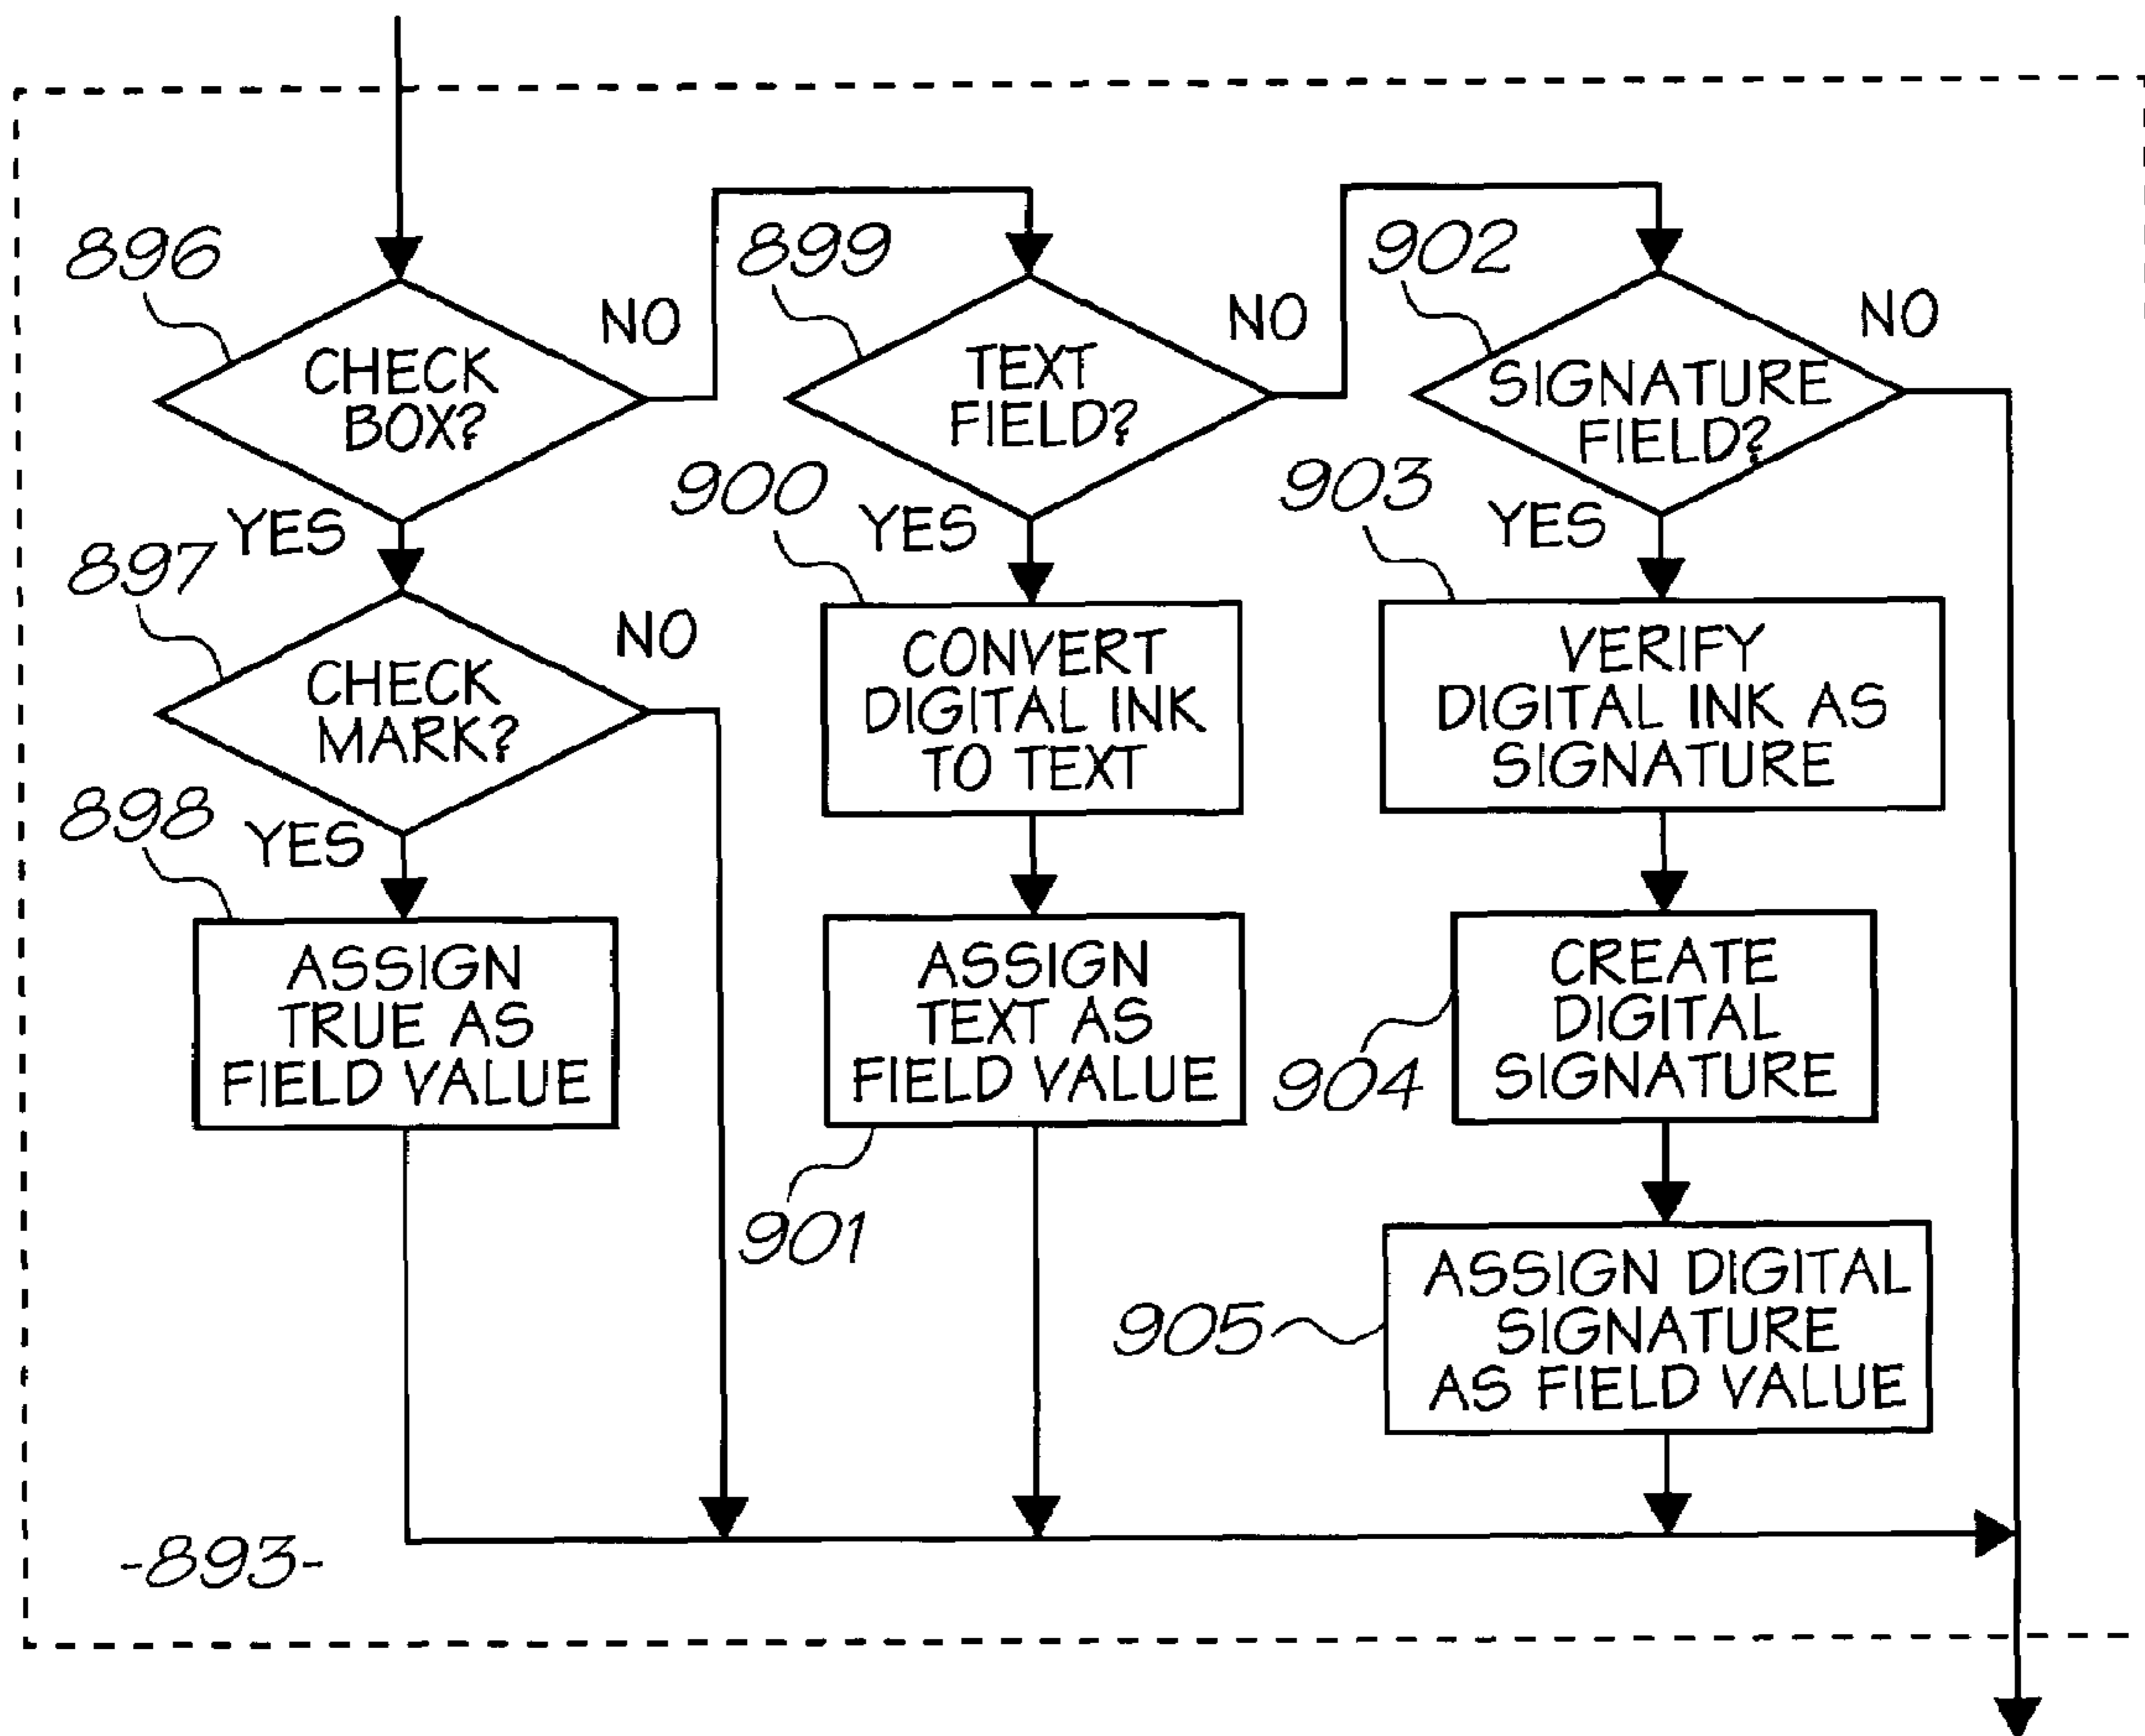 896
CHECK
BOX?
NO
YES
897
CHECK
MARK?
NO
YES
898
ASSIGN
TRUE AS
FIELD VALUE
899
TEXT
FIELD?
NO
YES
900
CONVERT
DIGITAL INK
TO TEXT
ASSIGN
TEXT AS
FIELD VALUE
901
902
SIGNATURE
FIELD?
NO
YES
903
VERIFY
DIGITAL INK AS
SIGNATURE
CREATE
DIGITAL
SIGNATURE
904
ASSIGN DIGITAL
SIGNATURE
AS FIELD VALUE
905
-893-